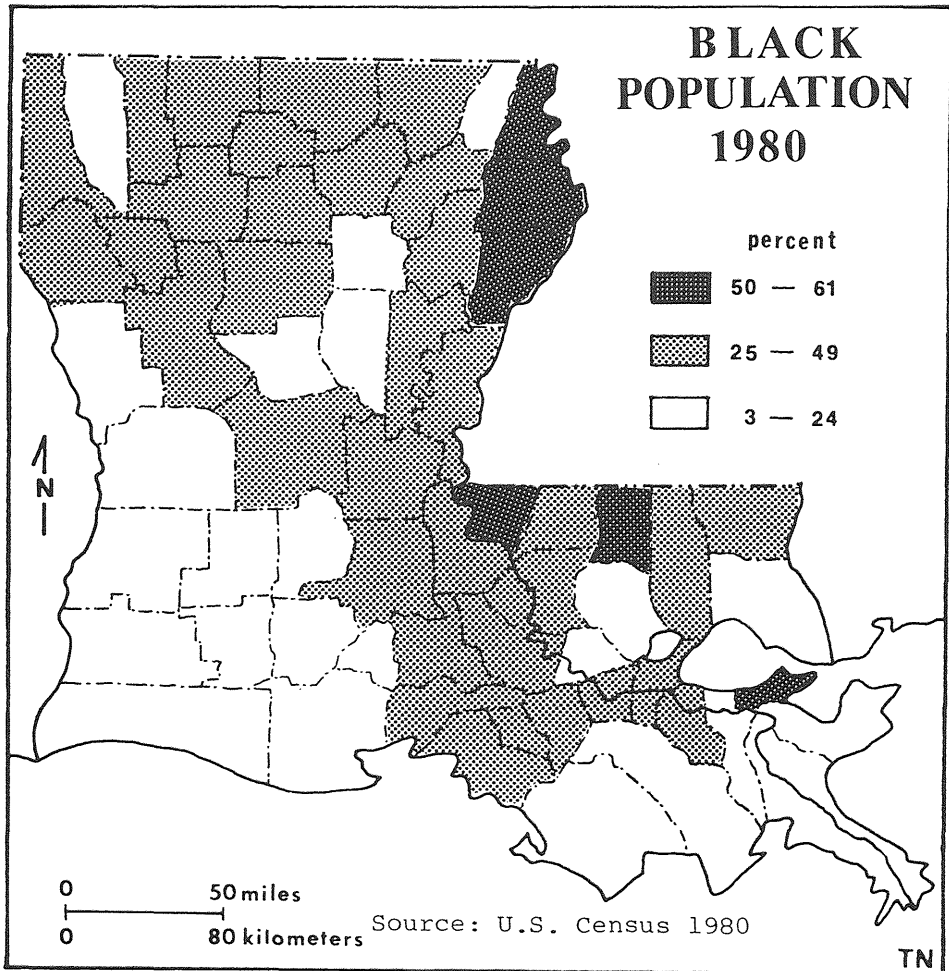 BLACK
POPULATION
1980
percent
50 — 61
25 — 49
3 — 24
N
0 50 miles
0 80 kilometers
Source: U.S. Census 1980
TN